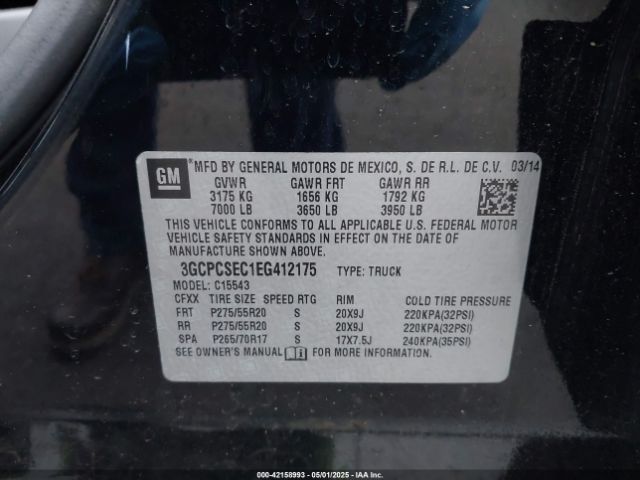 GM
MFD BY GENERAL MOTORS DE MEXICO, S. DE R.L. DE C.V. 03/14
GVWR GAWR FRT GAWR RR
3175 KG 1656 KG 1792 KG
7000 LB 3650 LB 3950 LB
THIS VEHICLE CONFORMS TO ALL APPLICABLE U.S. FEDERAL MOTOR
VEHICLE SAFETY STANDARDS IN EFFECT ON THE DATE OF
MANUFACTURE SHOWN ABOVE.
3GCPCSEC1EG412175 TYPE: TRUCK
MODEL: C15543
CFXX TIRE SIZE SPEED RTG RIM COLD TIRE PRESSURE
FRT P275/55R20 S 20X9J 220KPA(32PSI)
RR P275/55R20 S 20X9J 220KPA(32PSI)
SPA P265/70R17 S 17X7.5J 240KPA(35PSI)
SEE OWNER'S MANUAL FOR MORE INFORMATION.
000-42158993 - 05/01/2025 - IAAI.COM